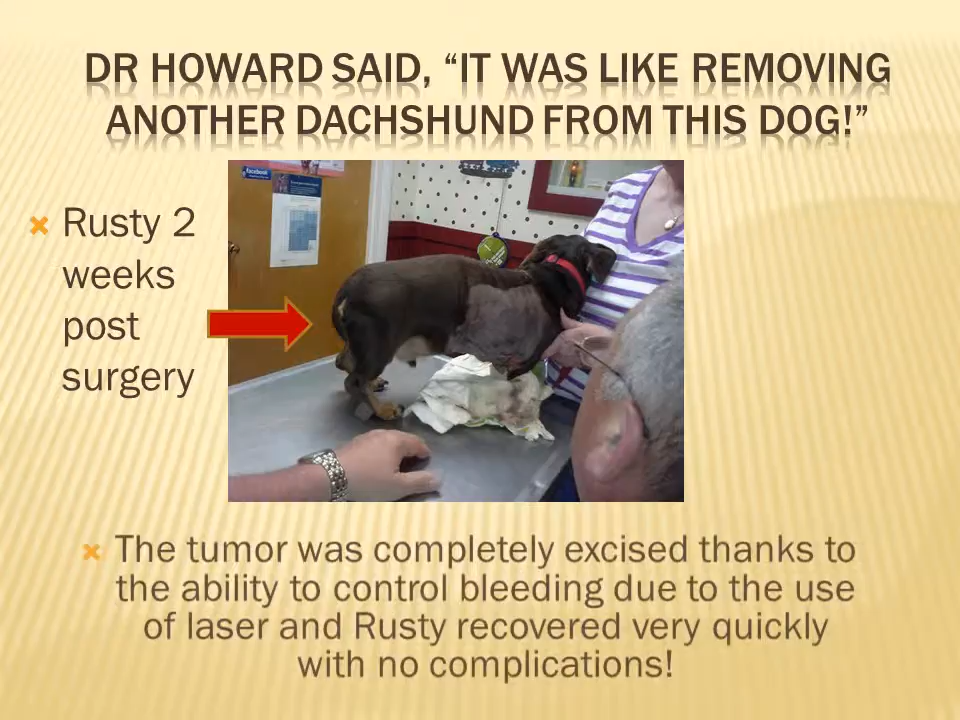 DR HOWARD SAID, “IT WAS LIKE REMOVING
ANOTHER DACHSHUND FROM THIS DOG!”
Rusty 2
weeks
post
surgery
Facebook
The tumor was completely excised thanks to
the ability to control bleeding due to the use
of laser and Rusty recovered very quickly
with no complications!